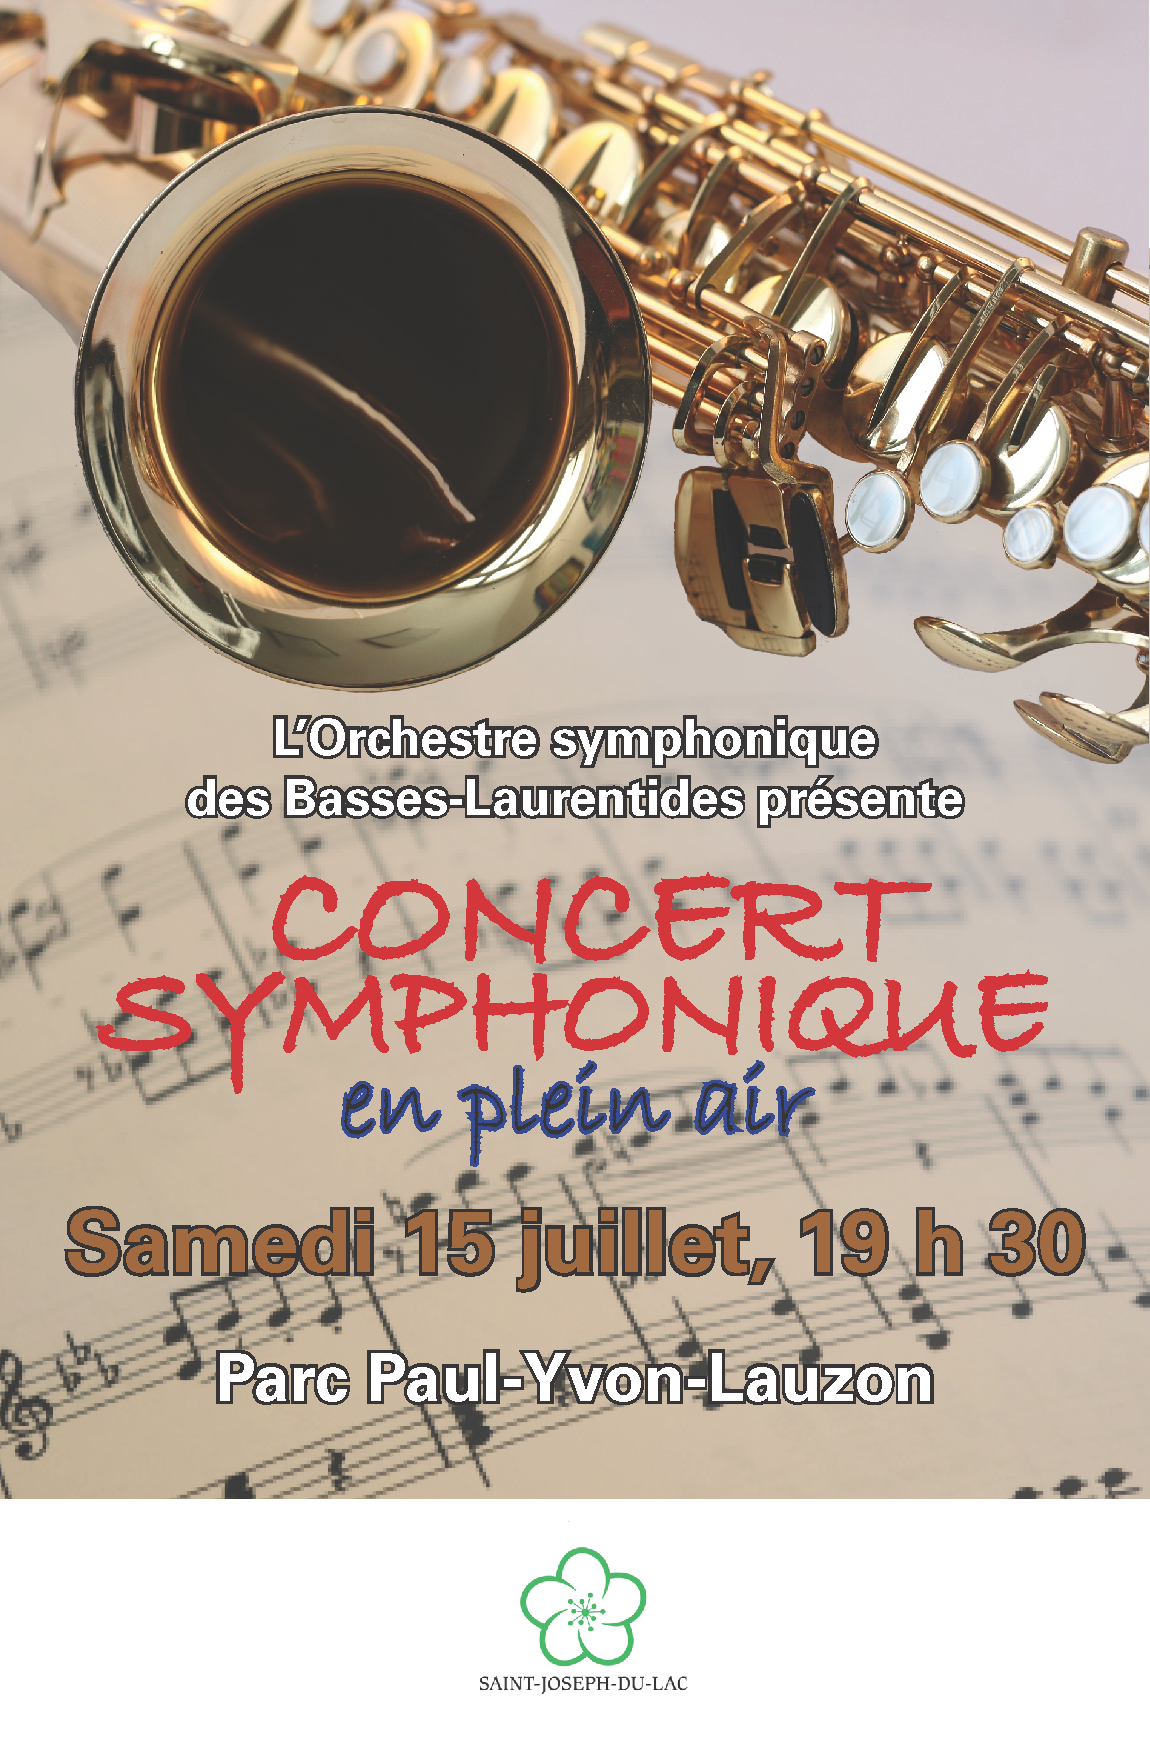 L’Orchestre symphonique
des Basses-Laurentides présente
CONCERT
SYMPHONIQUE
en plein air
Samedi 15 juillet, 19 h 30
Parc Paul-Yvon-Lauzon
SAINT-JOSEPH-DU-LAC